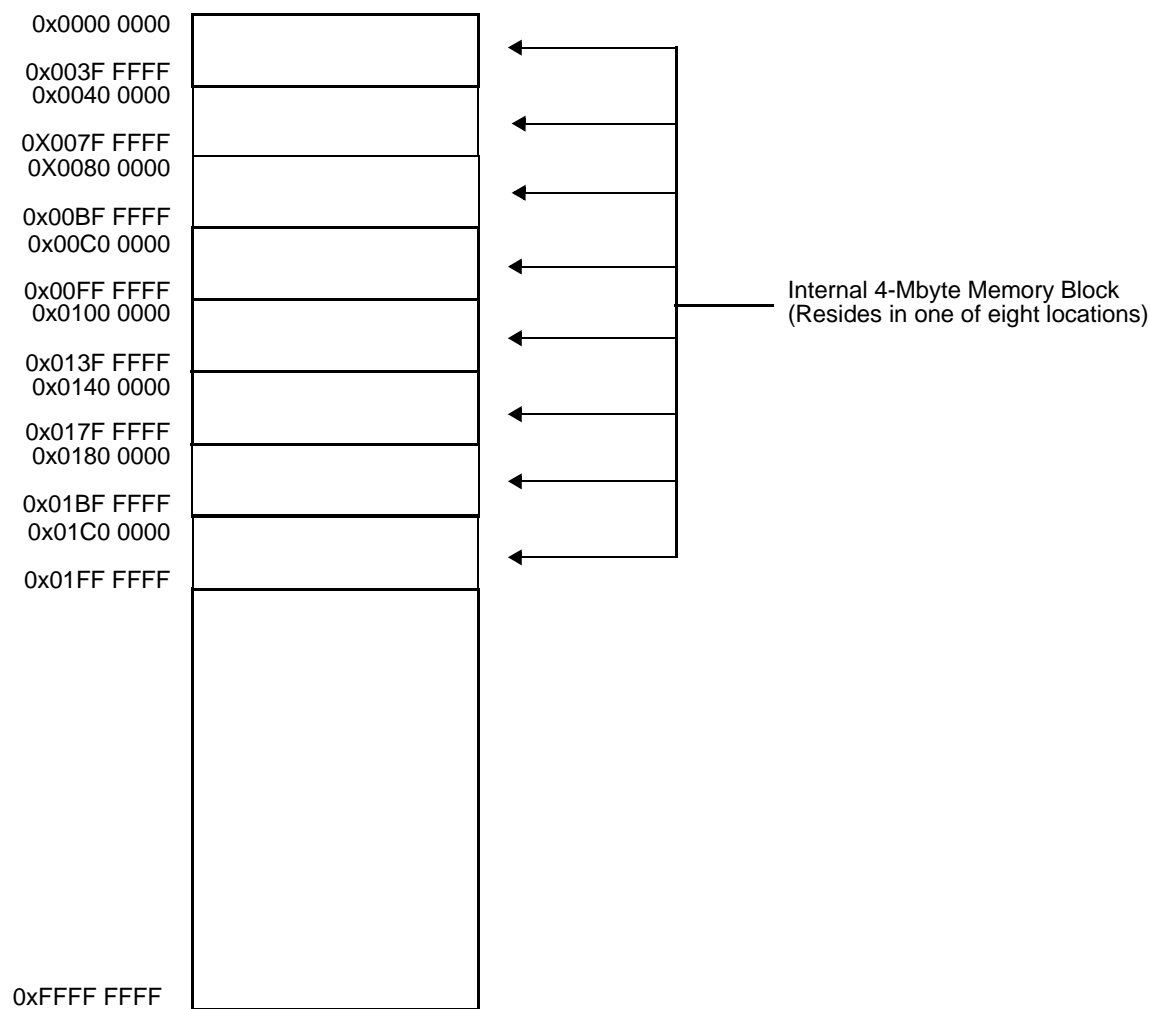 0x0000 0000
0x003F FFFF
0x0040 0000
0X007F FFFF
0X0080 0000
0x00BF FFFF
0x00C0 0000
0x00FF FFFF
0x0100 0000
0x013F FFFF
0x0140 0000
0x017F FFFF
0x0180 0000
0x01BF FFFF
0x01C0 0000
0x01FF FFFF
0xFFFF FFFF
Internal 4-Mbyte Memory Block
(Resides in one of eight locations)